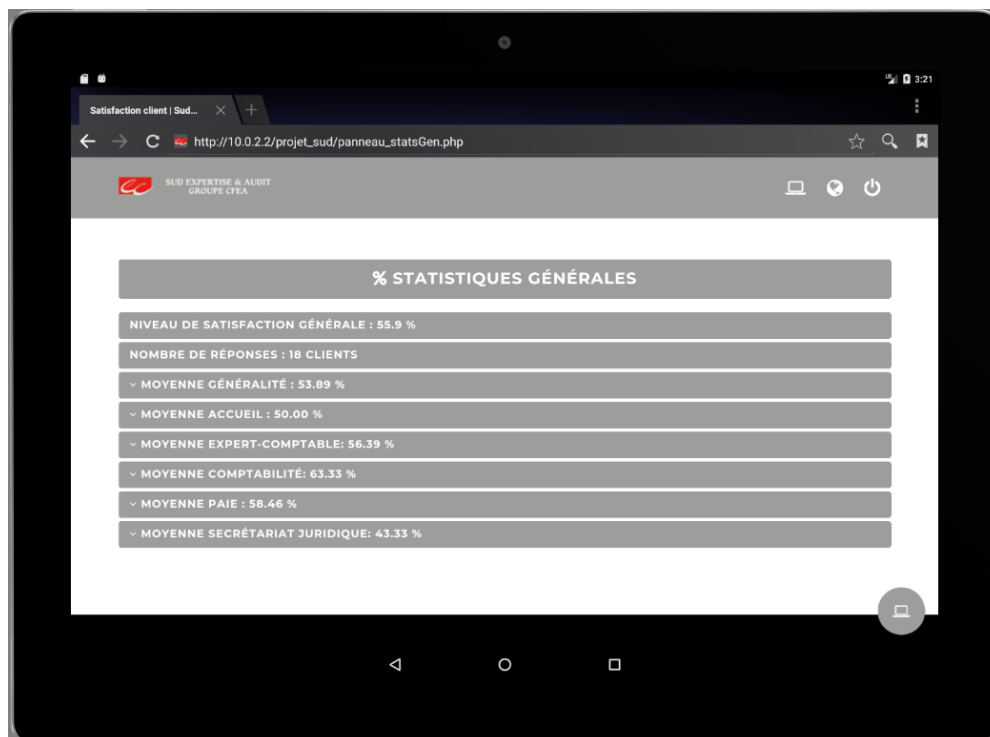 3:21
Satisfaction client | Sud...
http://10.0.2.2/projet_sud/panneau_statsGen.php
SUD EXPERTISE & AUDIT
GROUPE CFEA
% STATISTIQUES GÉNÉRALES
NIVEAU DE SATISFACTION GÉNÉRALE : 55.9 %
NOMBRE DE RÉPONSES : 18 CLIENTS
MOYENNE GÉNÉRALITÉ : 53.89 %
MOYENNE ACCUEIL : 50.00 %
MOYENNE EXPERT-COMPTABLE: 56.39 %
MOYENNE COMPTABILITÉ: 63.33 %
MOYENNE PAIE : 58.46 %
MOYENNE SECRÉTARIAT JURIDIQUE: 43.33 %